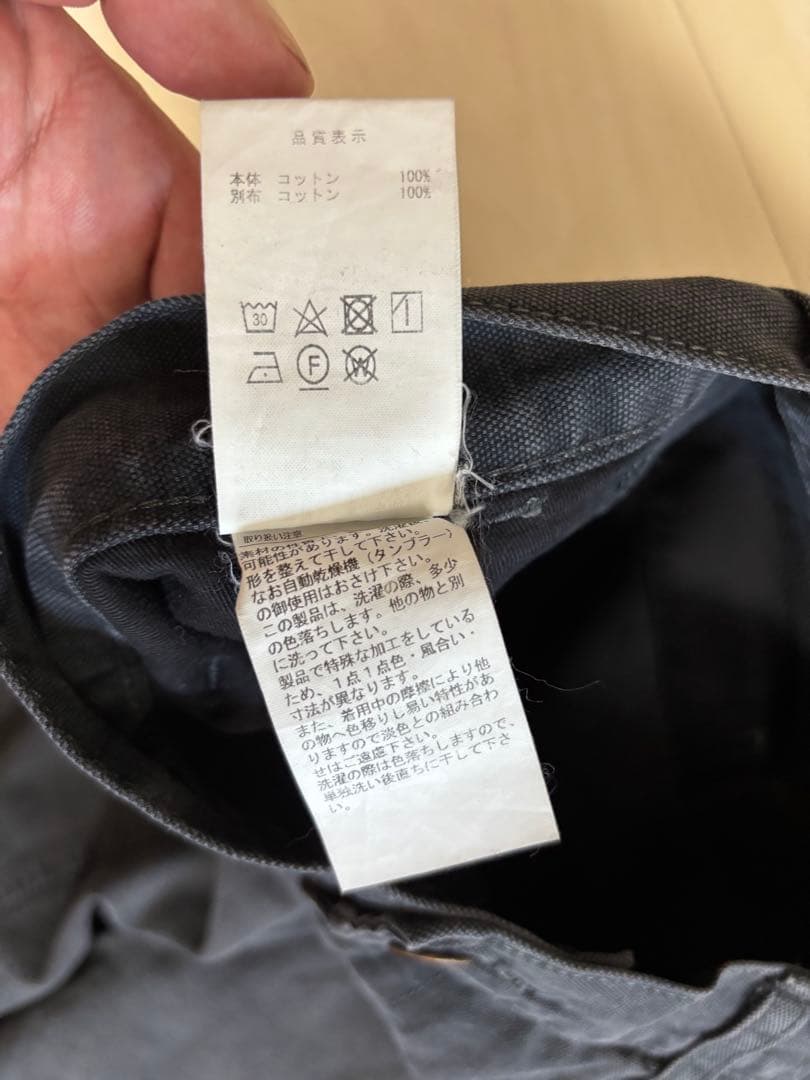 品質表示
本体 コットン 100%
別布 コットン 100%
30
F
W
取り扱い注意
可能性があります。
形を整えて干して下さい。
なお自動乾燥機（タンブラー）
の御使用はおさけ下さい。
この製品は、洗濯の際、多少
の色落ちします。他の物と別
に洗って下さい。
製品で特殊な加工をしている
ため、1点1点色・風合い・
寸法が異なります。
また、着用中の摩擦により他
の物へ色移りし易い特性があ
りますので淡色との組み合わ
せはご遠慮下さい。
洗濯の際は色落ちしますので、
単独洗い後直ちに干して下さ
い。